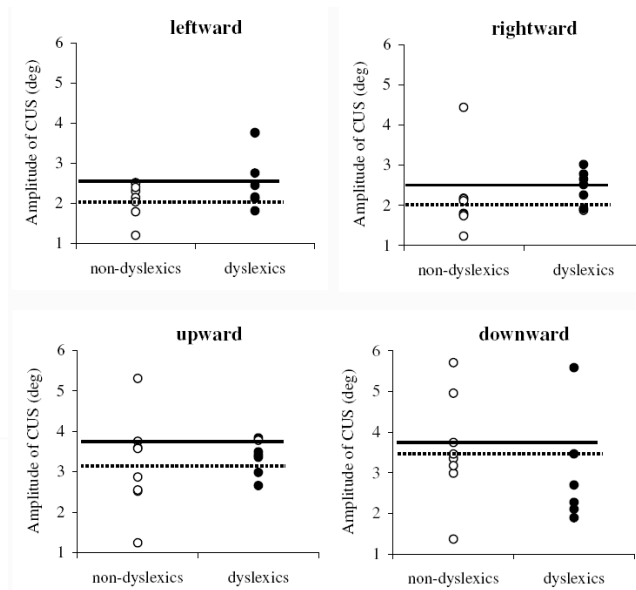 leftward
Amplitude of CUS (deg)
6
5
4
3
2
1
non-dyslexics
dyslexics
rightward
Amplitude of CUS (deg)
6
5
4
3
2
1
non-dyslexics
dyslexics
upward
Amplitude of CUS (deg)
6
5
4
3
2
1
non-dyslexics
dyslexics
downward
Amplitude of CUS (deg)
6
5
4
3
2
1
non-dyslexics
dyslexics